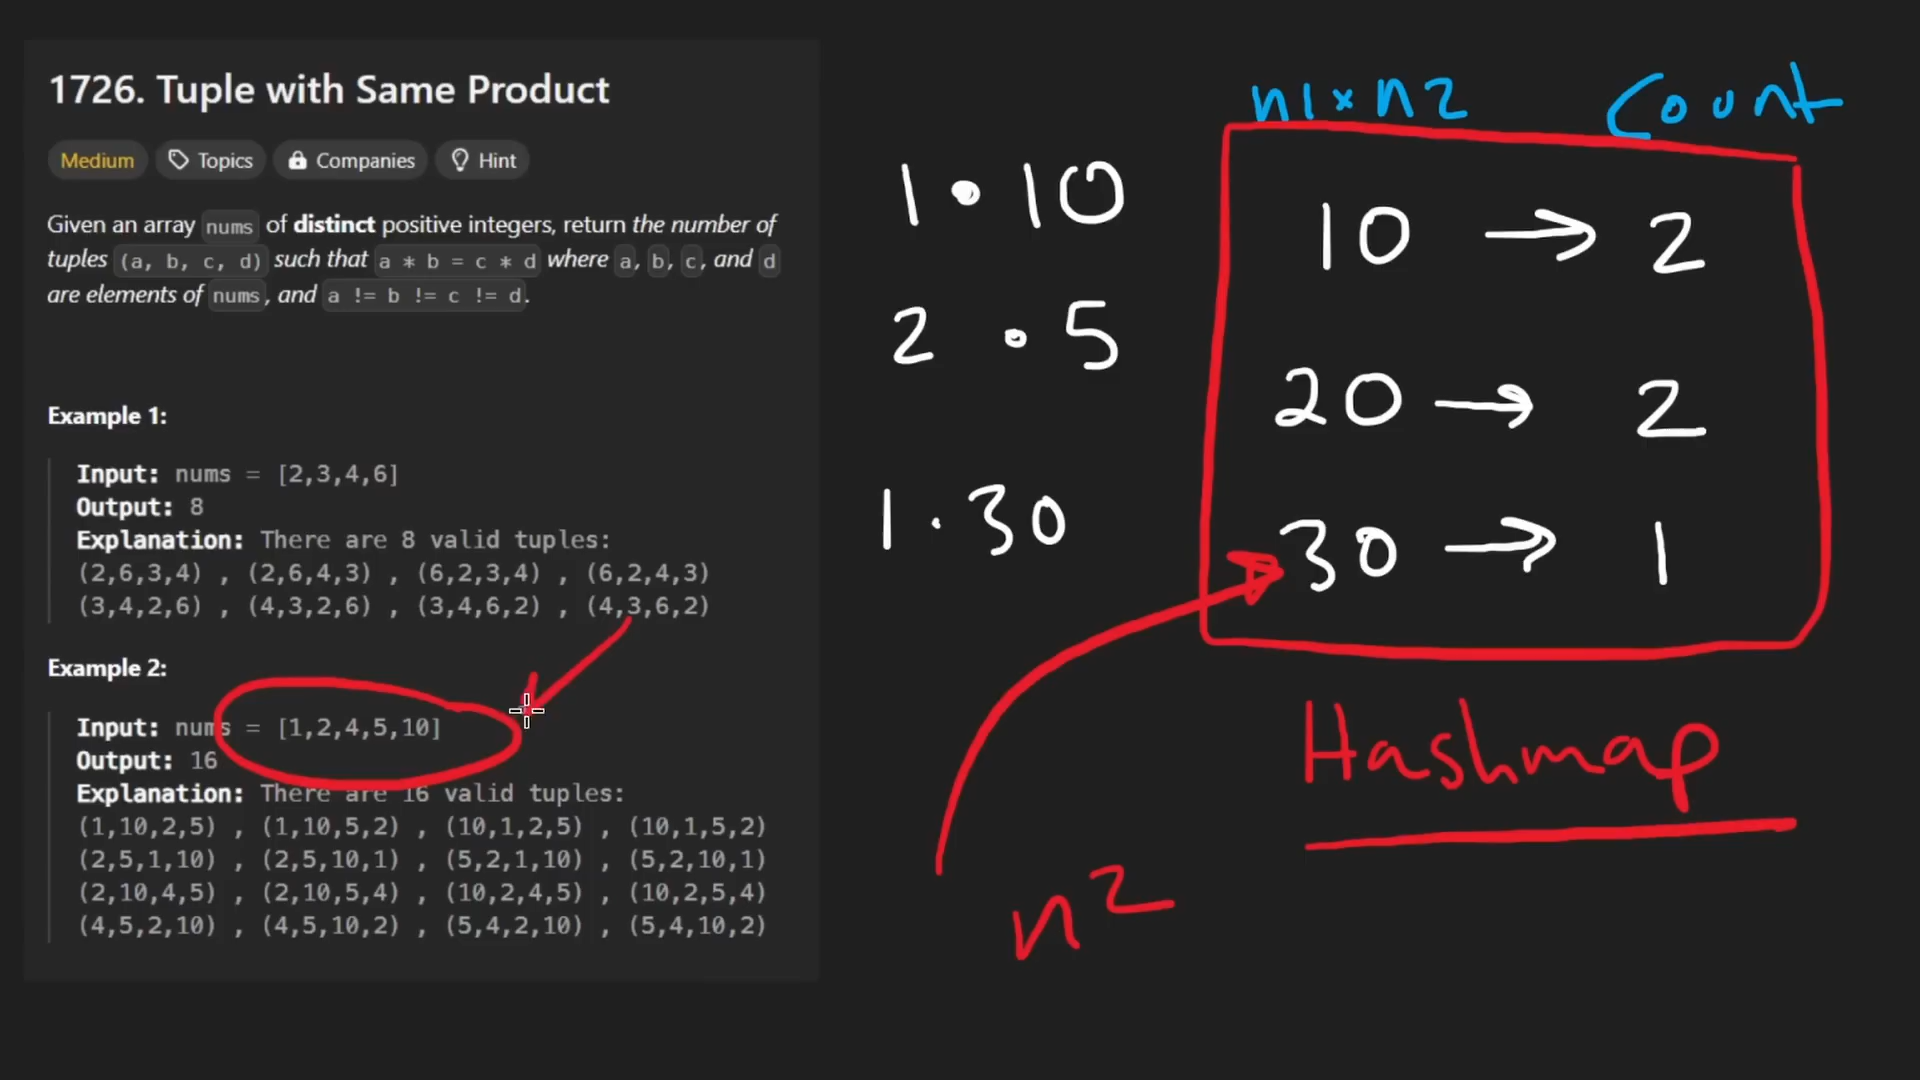 1726. Tuple with Same Product
Medium Topics Companies Hint
Given an array nums of distinct positive integers, return the number of
tuples (a, b, c, d) such that a * b = c * d where a, b, c, and d
are elements of nums, and a != b != c != d.
Example 1:
Input: nums = [2,3,4,6]
Output: 8
Explanation: There are 8 valid tuples:
(2,6,3,4) , (2,6,4,3) , (6,2,3,4) , (6,2,4,3)
(3,4,2,6) , (4,3,2,6) , (3,4,6,2) , (4,3,6,2)
Example 2:
Input: nums = [1,2,4,5,10]
Output: 16
Explanation: There are 16 valid tuples:
(1,10,2,5) , (1,10,5,2) , (10,1,2,5) , (10,1,5,2)
(2,5,1,10) , (2,5,10,1) , (5,2,1,10) , (5,2,10,1)
(2,10,4,5) , (2,10,5,4) , (10,2,4,5) , (10,2,5,4)
(4,5,2,10) , (4,5,10,2) , (5,4,2,10) , (5,4,10,2)
1 · 10
2 · 5
1 · 30
n²
n1 x n2 Count
10 → 2
20 → 2
30 → 1
Hashmap